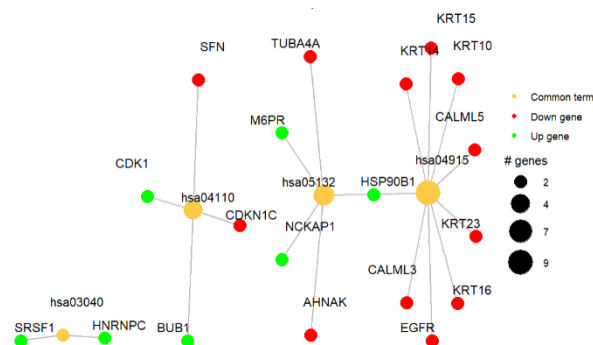 KRT15
SFN
TUBA4A
KRT14
KRT10
Common term
Down gene
Up gene
M6PR
CALML5
CDK1
hsa04915
# genes
2
4
7
9
hsa05132
HSP90B1
hsa04110
CDKN1C
NCKAP1
KRT23
CALML3
KRT16
hsa03040
AHNAK
SRSF1
HNRNPC
BUB1
EGFR